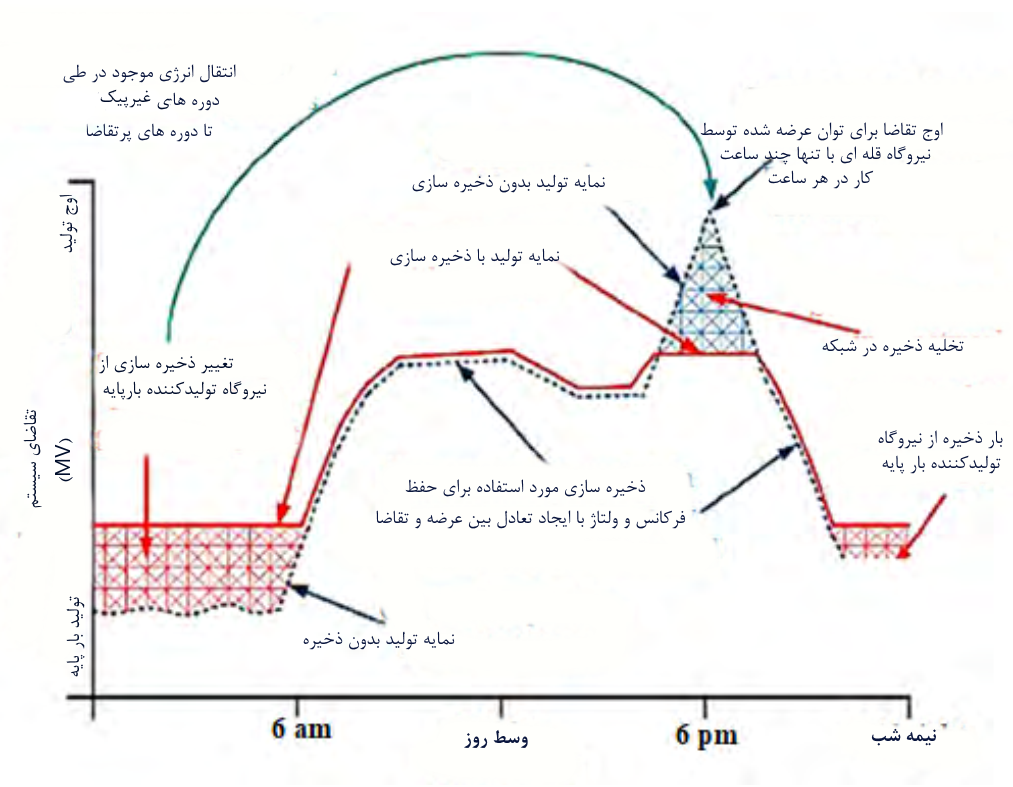 انتقال انرژی موجود در طی
دوره های غیرپیک
تا دوره های پرتقاضا
اوج تقاضا برای توان عرضه شده توسط
نیروگاه قله ای با تنها چند ساعت
کار در هر ساعت
نمایه تولید بدون ذخیره سازی
اوج تولید
نمایه تولید با ذخیره سازی
تخلیه ذخیره در شبکه
تغییر ذخیره سازی از
نیروگاه تولیدکننده بارپایه
تقاضای سیستم
(MV)
بار ذخیره از نیروگاه
تولیدکننده بار پایه
ذخیره سازی مورد استفاده برای حفظ
فرکانس و ولتاژ با ایجاد تعادل بین عرضه و تقاضا
تولید بار پایه
نمایه تولید بدون ذخیره
6 am
وسط روز
6 pm
نیمه شب